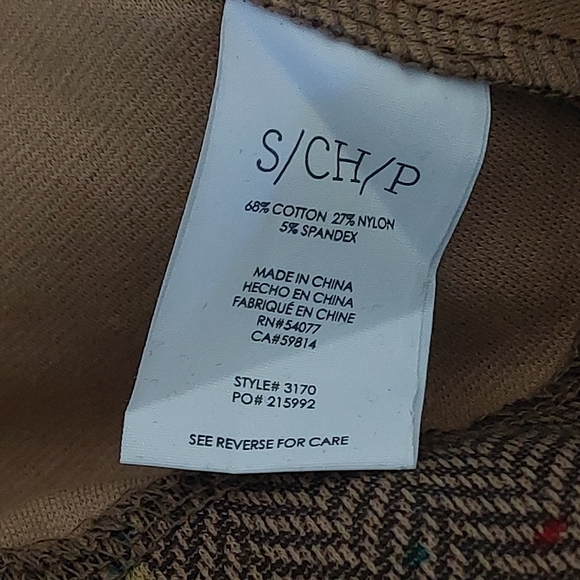 S/CH/P
68% COTTON 27% NYLON
5% SPANDEX
MADE IN CHINA
HECHO EN CHINA
FABRIQUÉ EN CHINE
RN#54077
CA#59814
STYLE# 3170
PO# 215992
SEE REVERSE FOR CARE